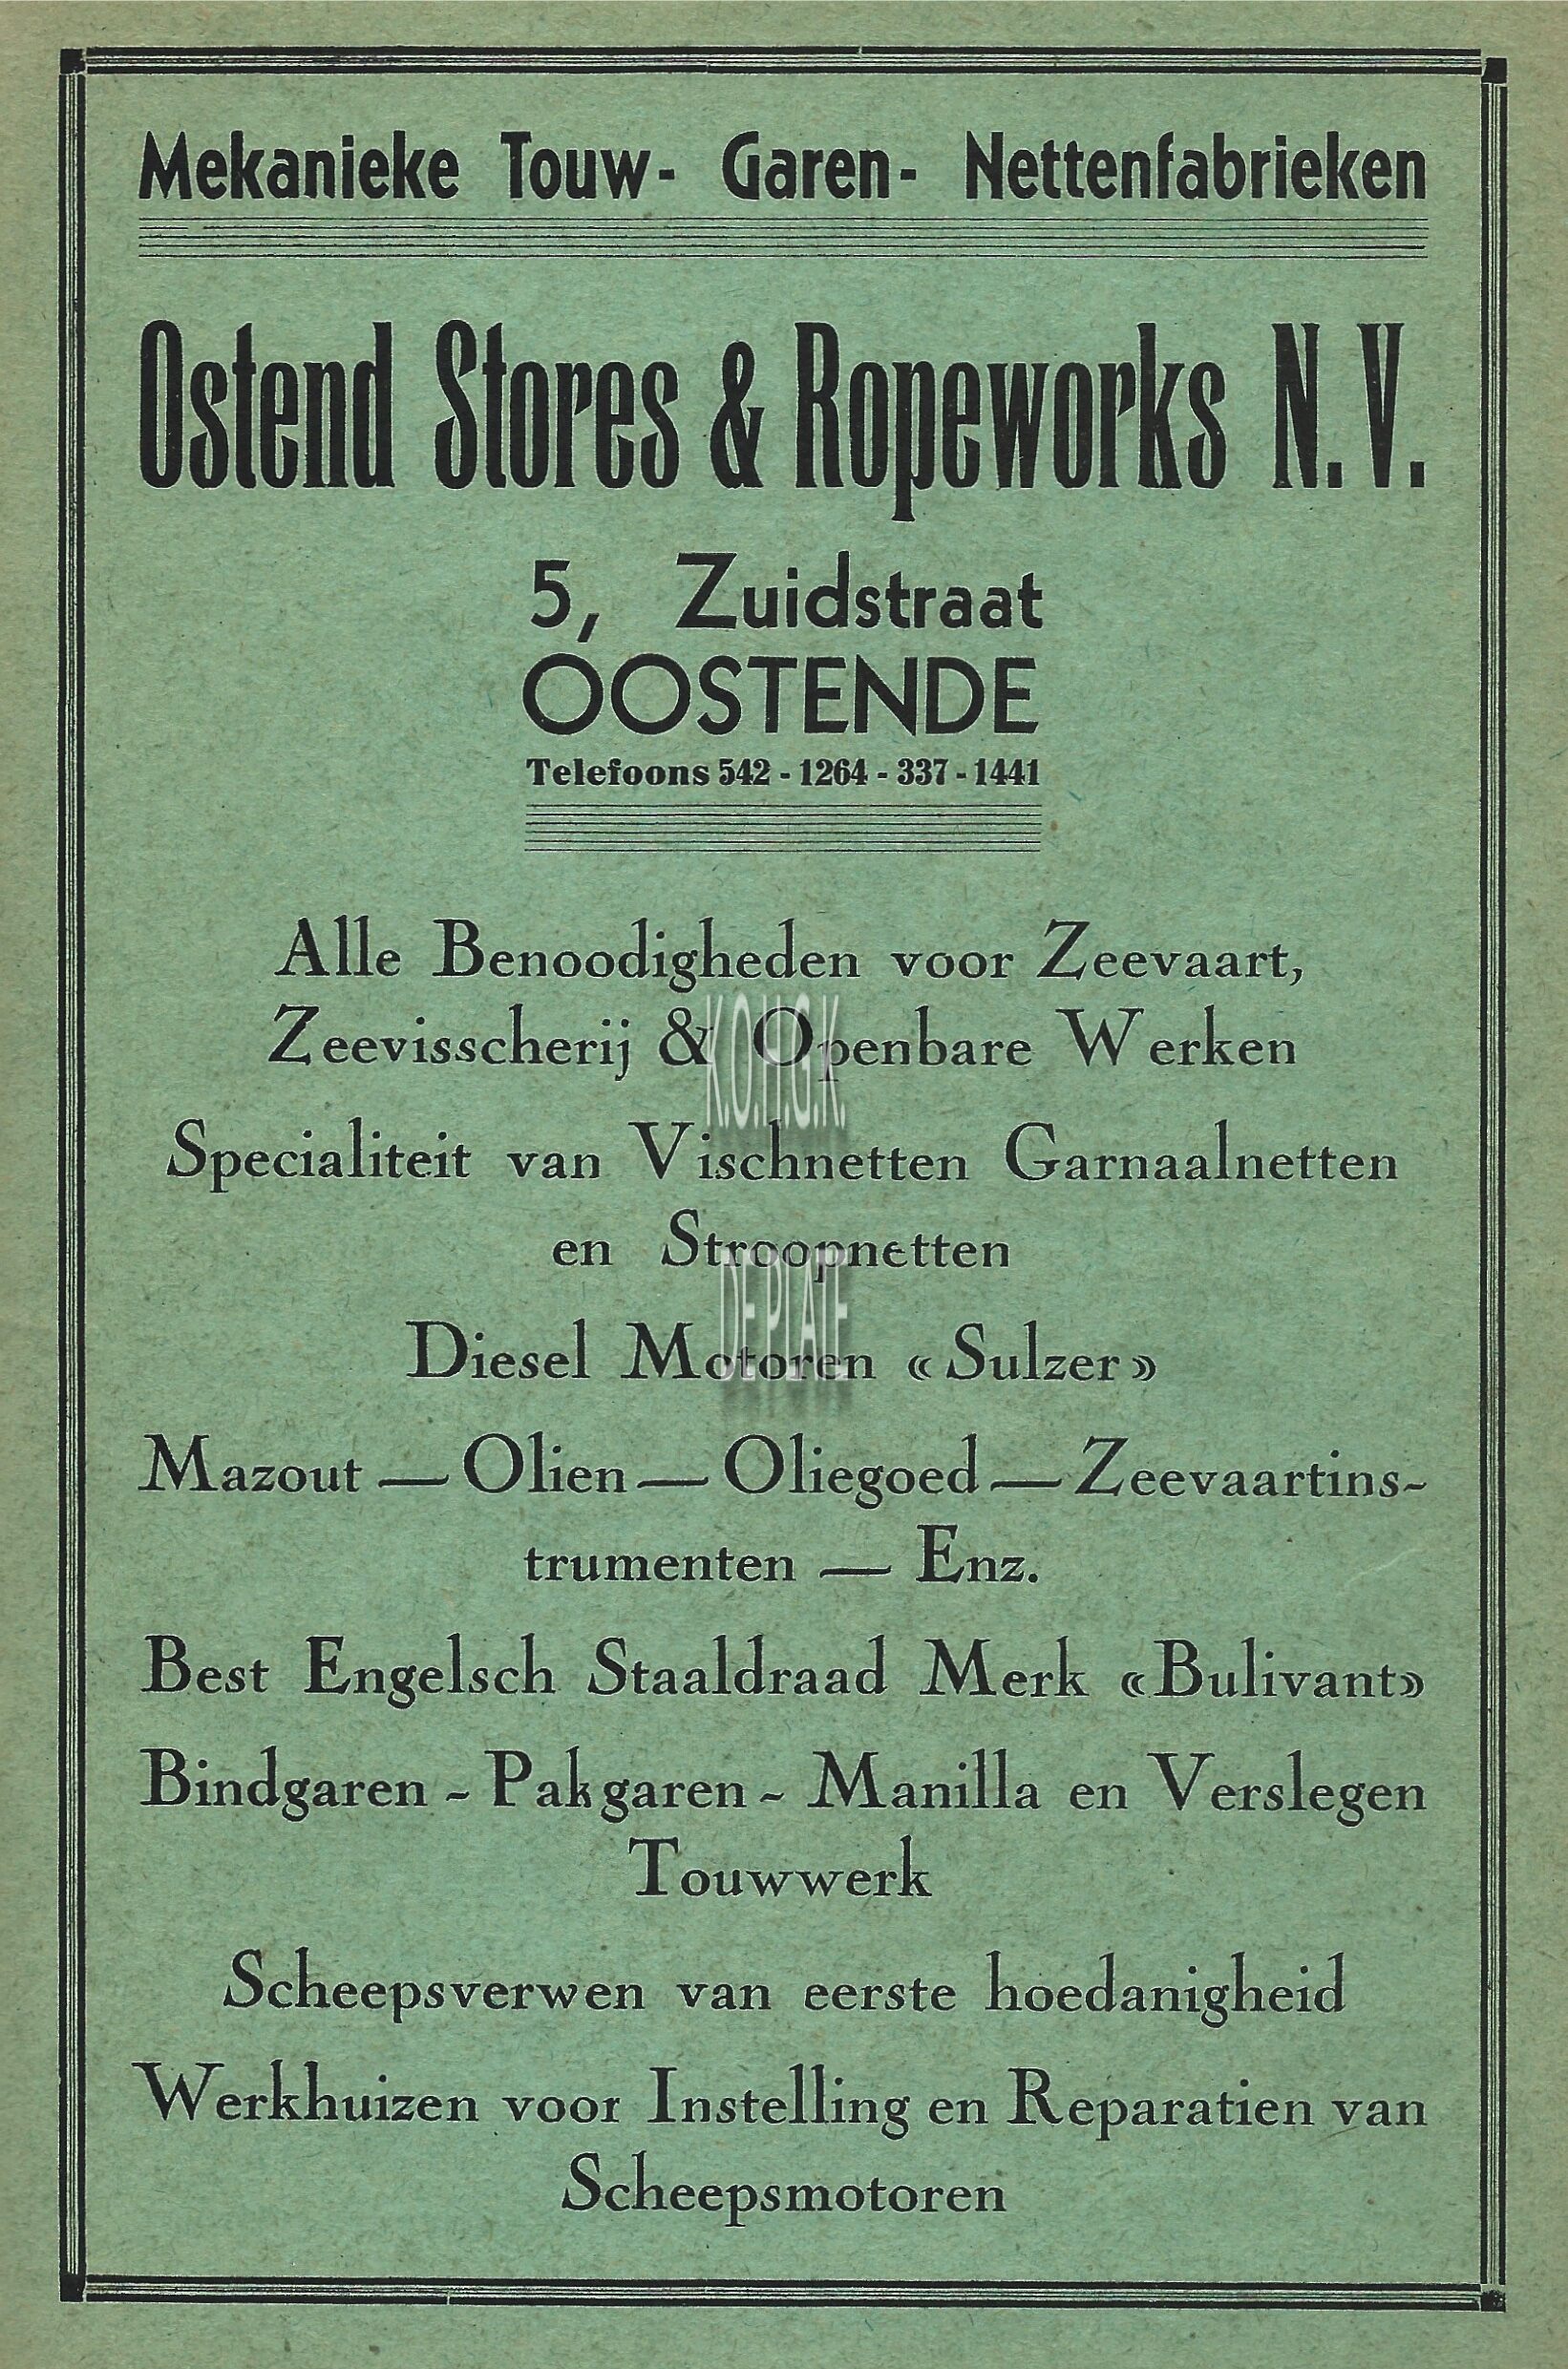 Mekanieke Touw- Garen- Nettenfabrieken
Ostend Stores & Ropeworks N.V.
5, Zuidstraat
OOSTENDE
Telefoons 542 - 1264 - 337 - 1441
Alle Benoodigheden voor Zeevaart,
Zeevisscherij & Openbare Werken
K.O.H.G.K.
Specialiteit van Vischnetten Garnaalnetten
en Stroopnetten
DE PLATE
Diesel Motoren « Sulzer »
Mazout — Olien — Oliegoed — Zeevaartins-
trumenten — Enz.
Best Engelsch Staaldraad Merk «Bulivant»
Bindgaren - Pakgaren - Manilla en Verslegen
Touwwerk
Scheepsverwen van eerste hoedanigheid
Werkhuizen voor Instelling en Reparatien van
Scheepsmotoren